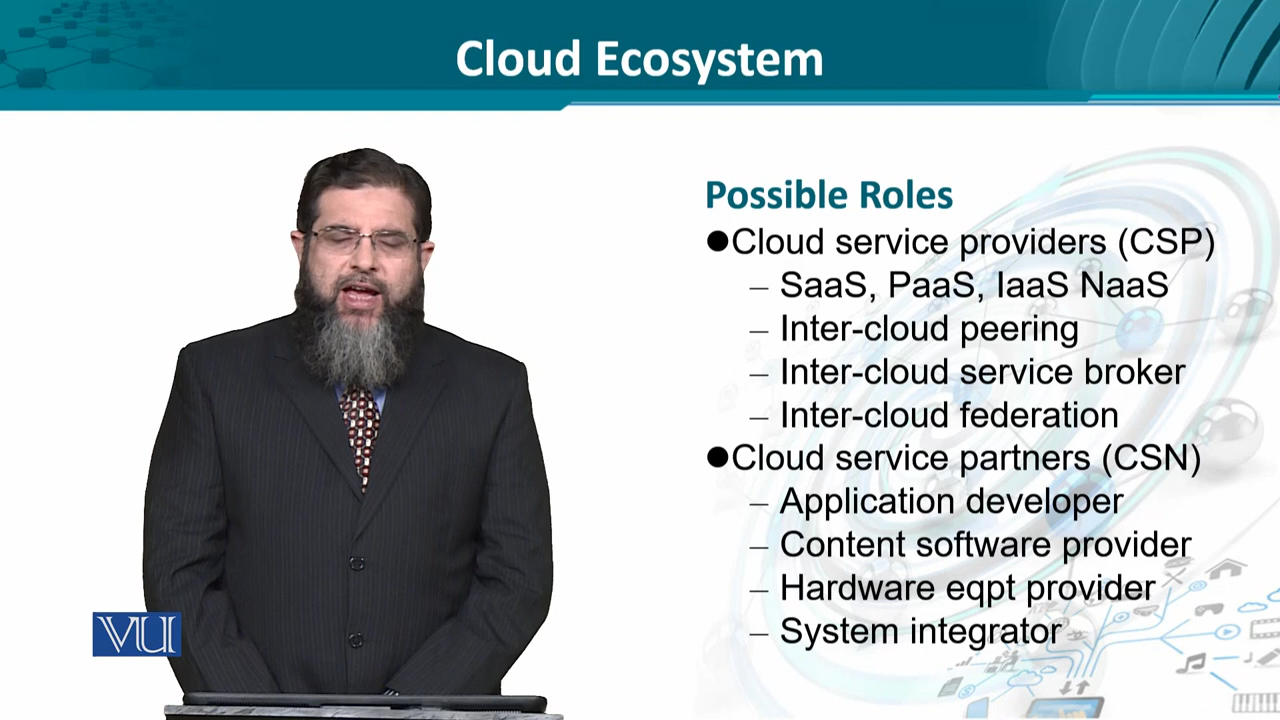 Cloud Ecosystem
Possible Roles
●Cloud service providers (CSP)
– SaaS, PaaS, IaaS NaaS
– Inter-cloud peering
– Inter-cloud service broker
– Inter-cloud federation
●Cloud service partners (CSN)
– Application developer
– Content software provider
– Hardware eqpt provider
– System integrator
VU